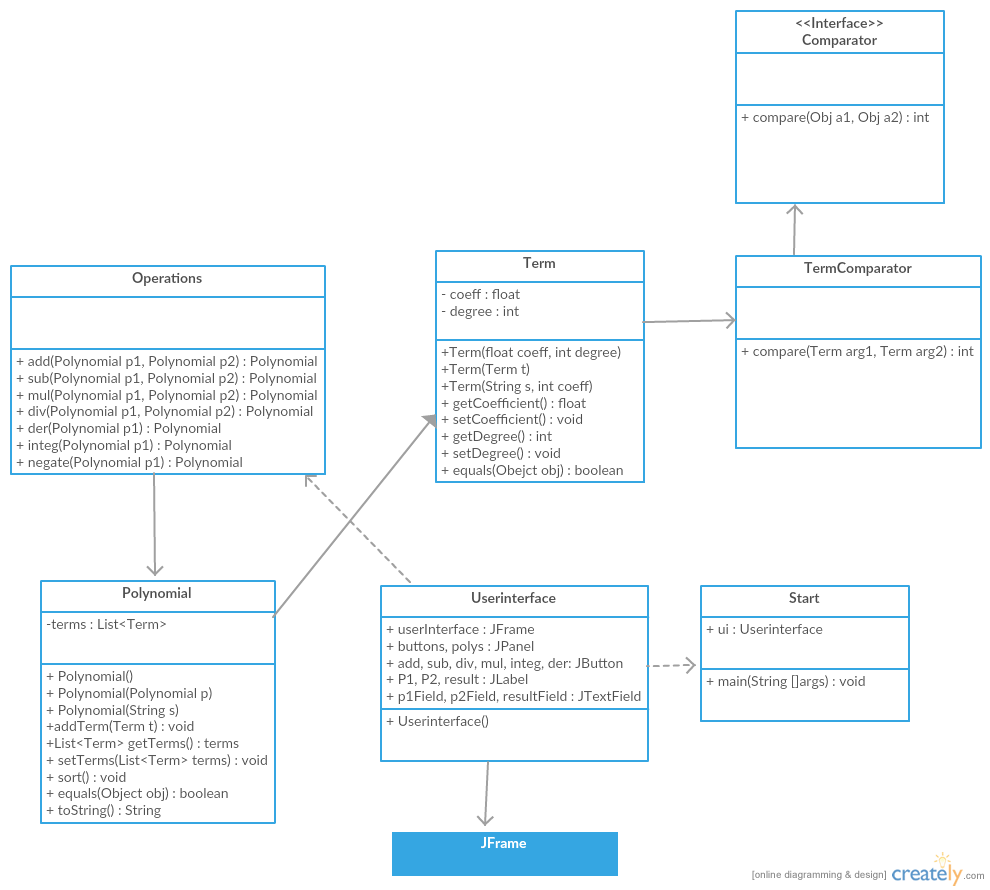 <<Interface>>
Comparator
+ compare(Obj a1, Obj a2) : int
Operations
+ add(Polynomial p1, Polynomial p2) : Polynomial
+ sub(Polynomial p1, Polynomial p2) : Polynomial
+ mul(Polynomial p1, Polynomial p2) : Polynomial
+ div(Polynomial p1, Polynomial p2) : Polynomial
+ der(Polynomial p1) : Polynomial
+ integ(Polynomial p1) : Polynomial
+ negate(Polynomial p1) : Polynomial
Term
- coeff : float
- degree : int
+Term(float coeff, int degree)
+Term(Term t)
+Term(String s, int coeff)
+ getCoefficient() : float
+ setCoefficient() : void
+ getDegree() : int
+ setDegree() : void
+ equals(Obejct obj) : boolean
TermComparator
+ compare(Term arg1, Term arg2) : int
Polynomial
-terms : List<Term>
+ Polynomial()
+ Polynomial(Polynomial p)
+ Polynomial(String s)
+addTerm(Term t) : void
+List<Term> getTerms() : terms
+ setTerms(List<Term> terms) : void
+ sort() : void
+ equals(Object obj) : boolean
+ toString() : String
Userinterface
+ userInterface : JFrame
+ buttons, polys : JPanel
+ add, sub, div, mul, integ, der: JButton
+ P1, P2, result : JLabel
+ p1Field, p2Field, resultField : JTextField
+ Userinterface()
Start
+ ui : Userinterface
+ main(String []args) : void
JFrame
[online diagramming & design] creately.com